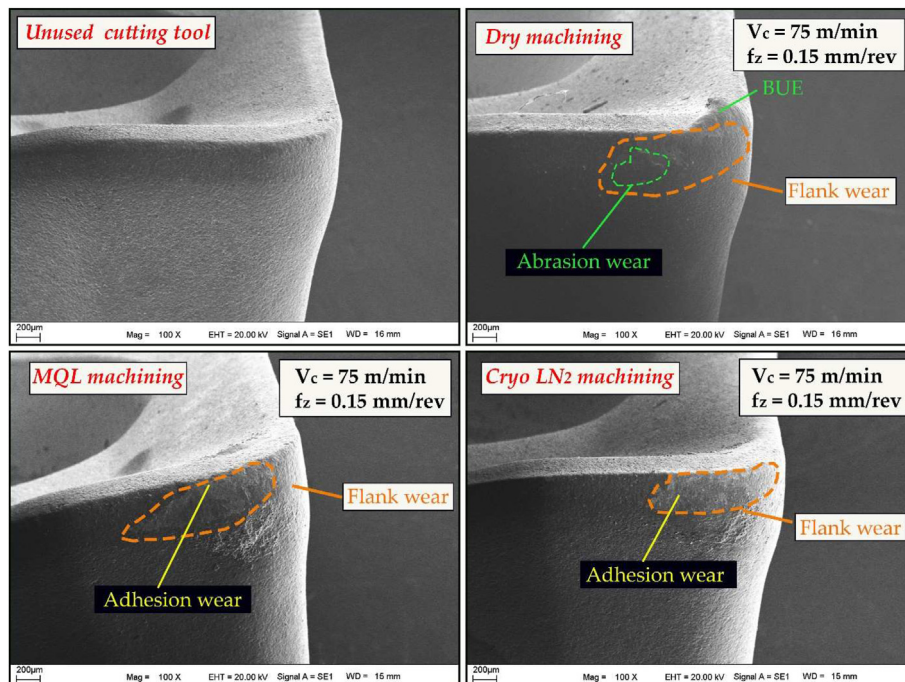 Unused cutting tool
200μm
Mag = 100 X EHT = 20.00 kV Signal A = SE1 WD = 16 mm
Dry machining
Vc = 75 m/min
fz = 0.15 mm/rev
BUE
Flank wear
Abrasion wear
200μm
Mag = 100 X EHT = 20.00 kV Signal A = SE1 WD = 16 mm
MQL machining
Vc = 75 m/min
fz = 0.15 mm/rev
Flank wear
Adhesion wear
200μm
Mag = 100 X EHT = 20.00 kV Signal A = SE1 WD = 15 mm
Cryo LN2 machining
Vc = 75 m/min
fz = 0.15 mm/rev
Flank wear
Adhesion wear
200μm
Mag = 100 X EHT = 20.00 kV Signal A = SE1 WD = 15 mm